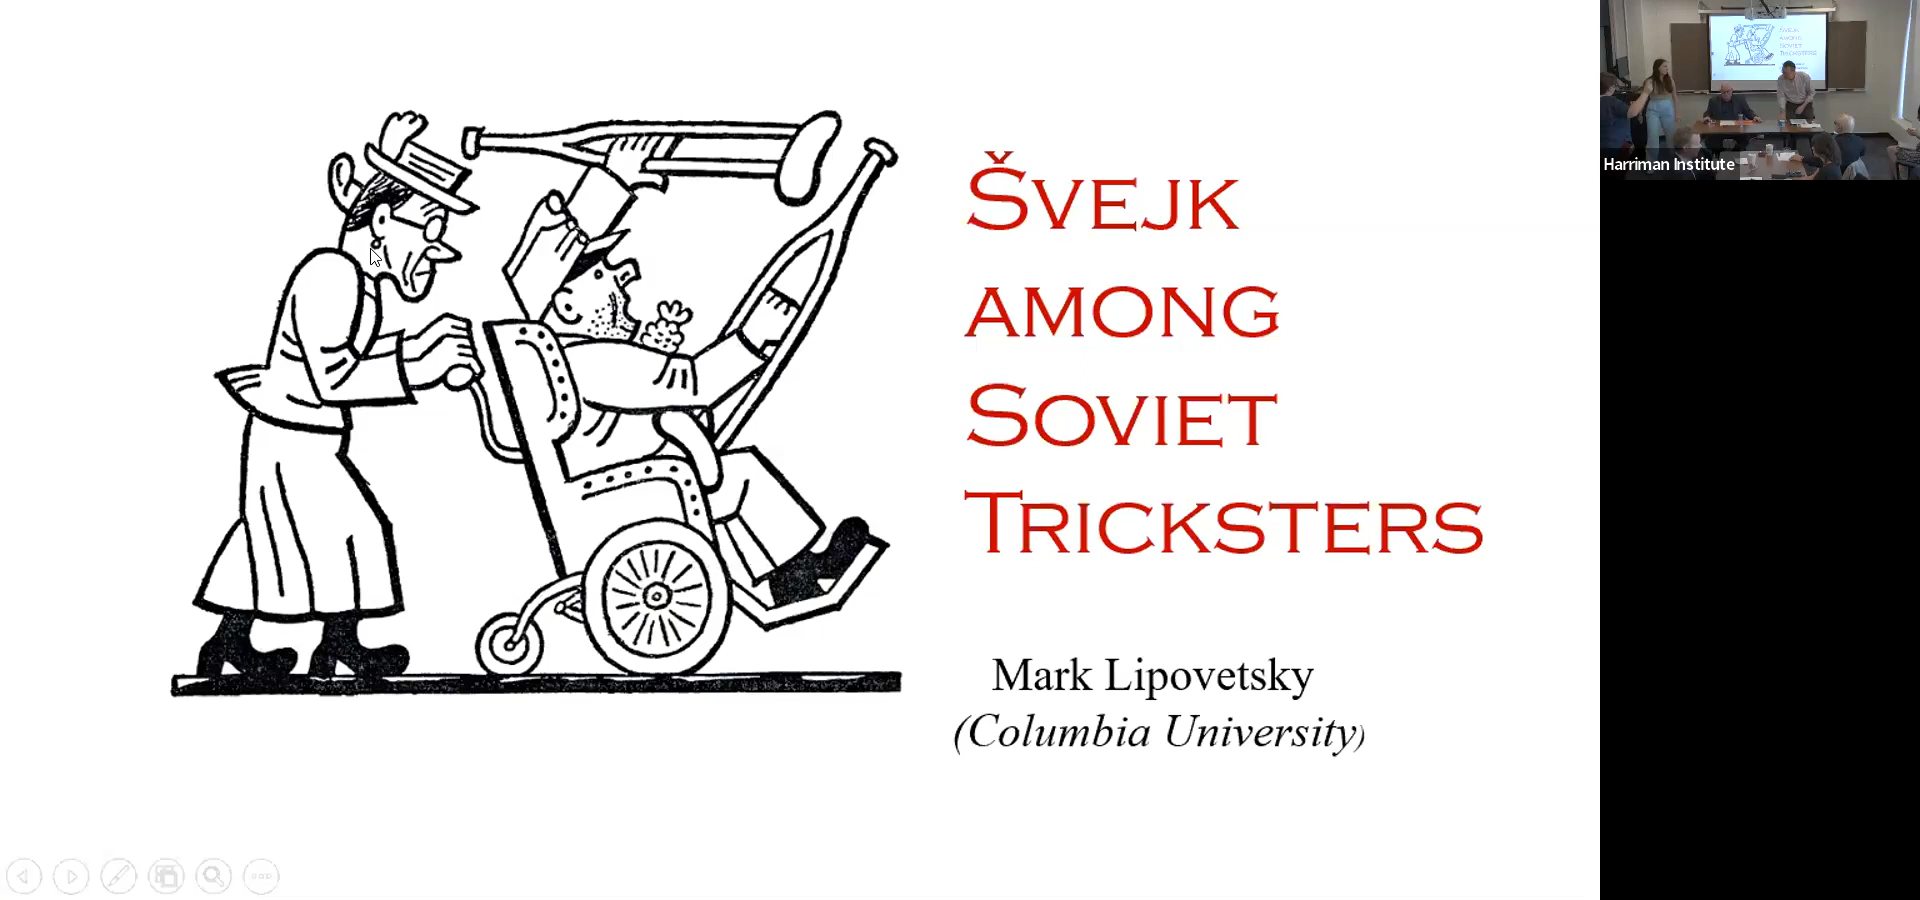 ŠVEJK
AMONG
SOVIET
TRICKSTERS
Mark Lipovetsky
(Columbia University)
Harriman Institute